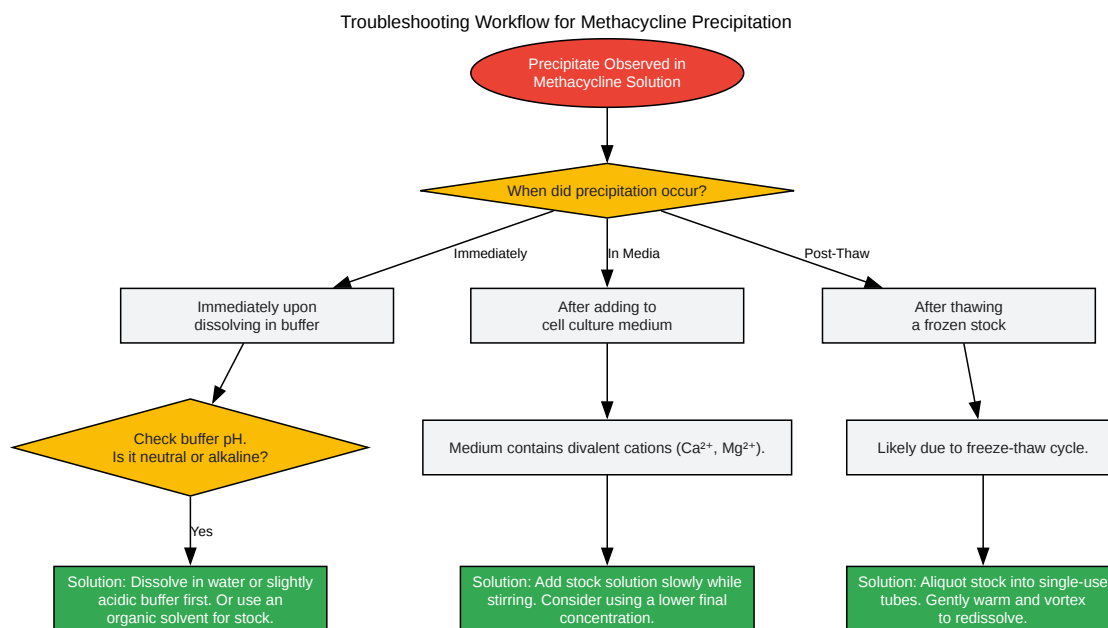 Troubleshooting Workflow for Methacycline Precipitation
Precipitate Observed in
Methacycline Solution
When did precipitation occur?
Immediately
In Media
Post-Thaw
Immediately upon
dissolving in buffer
After adding to
cell culture medium
After thawing
a frozen stock
Check buffer pH.
Is it neutral or alkaline?
Medium contains divalent cations (Ca²⁺, Mg²⁺).
Likely due to freeze-thaw cycle.
Yes
Solution: Dissolve in water or slightly
acidic buffer first. Or use an
organic solvent for stock.
Solution: Add stock solution slowly while
stirring. Consider using a lower final
concentration.
Solution: Aliquot stock into single-use
tubes. Gently warm and vortex
to redissolve.